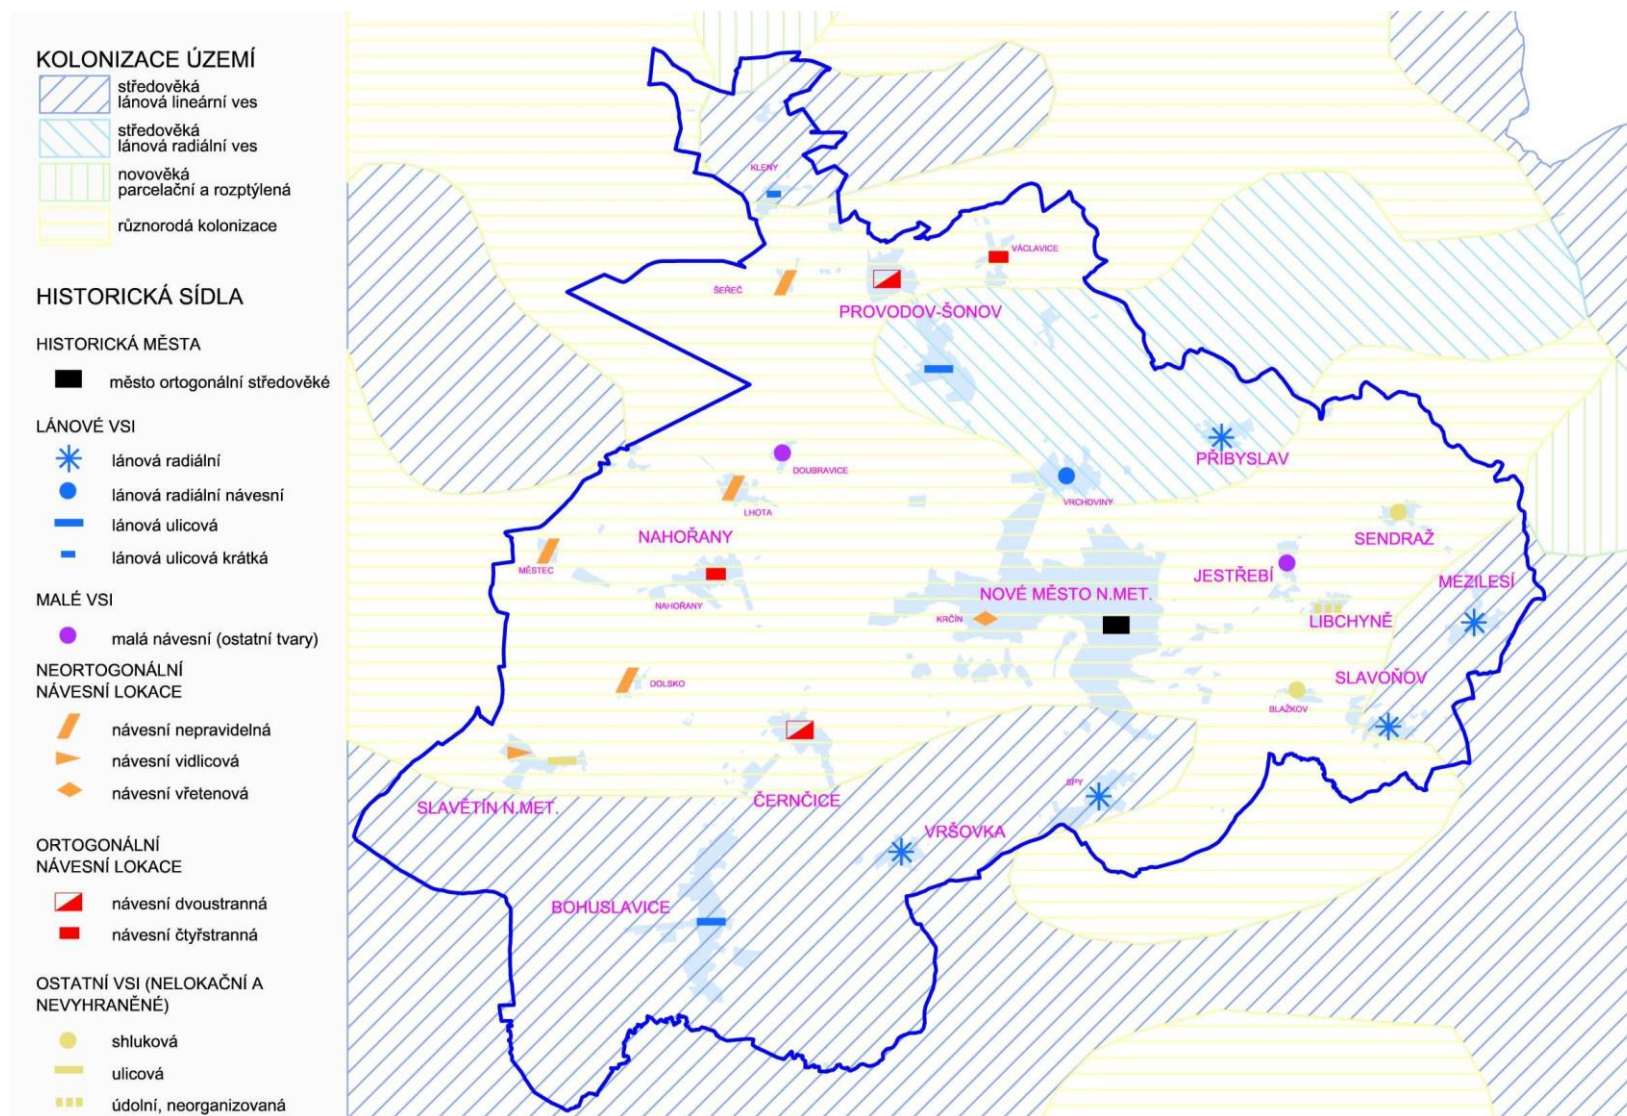 KOLONIZACE ÚZEMÍ
středověká
lánová lineární ves
středověká
lánová radiální ves
novověká
parcelační a rozptýlená
různorodá kolonizace
HISTORICKÁ SÍDLA
HISTORICKÁ MĚSTA
město ortogonální středověké
LÁNOVÉ VSI
lánová radiální
lánová radiální návesní
lánová ulicová
lánová ulicová krátká
MALÉ VSI
malá návesní (ostatní tvary)
NEORTOGONÁLNÍ
NÁVESNÍ LOKACE
návesní nepravidelná
návesní vidlicová
návesní vřetenová
ORTOGONÁLNÍ
NÁVESNÍ LOKACE
návesní dvoustranná
návesní čtyřstranná
OSTATNÍ VSI (NELOKAČNÍ A
NEVYHRANĚNÉ)
shluková
ulicová
údolní, neorganizovaná
KLENY
VÁCLAVICE
ŠEŘEČ
PROVODOV-ŠONOV
PŘIBYSLAV
DOUBRAVICE
VRCHOVINY
LHOTA
NAHOŘANY
SENDRAŽ
MĚSTEC
JESTŘEBÍ
MEZILESÍ
NOVÉ MĚSTO N.MET.
NAHOŘANY
KRČÍN
LIBCHYNĚ
SLAVOŇOV
DOLSKO
BLAŽKOV
SPY
ČERNČICE
SLAVĚTÍN N.MET.
VRŠOVKA
BOHUSLAVICE